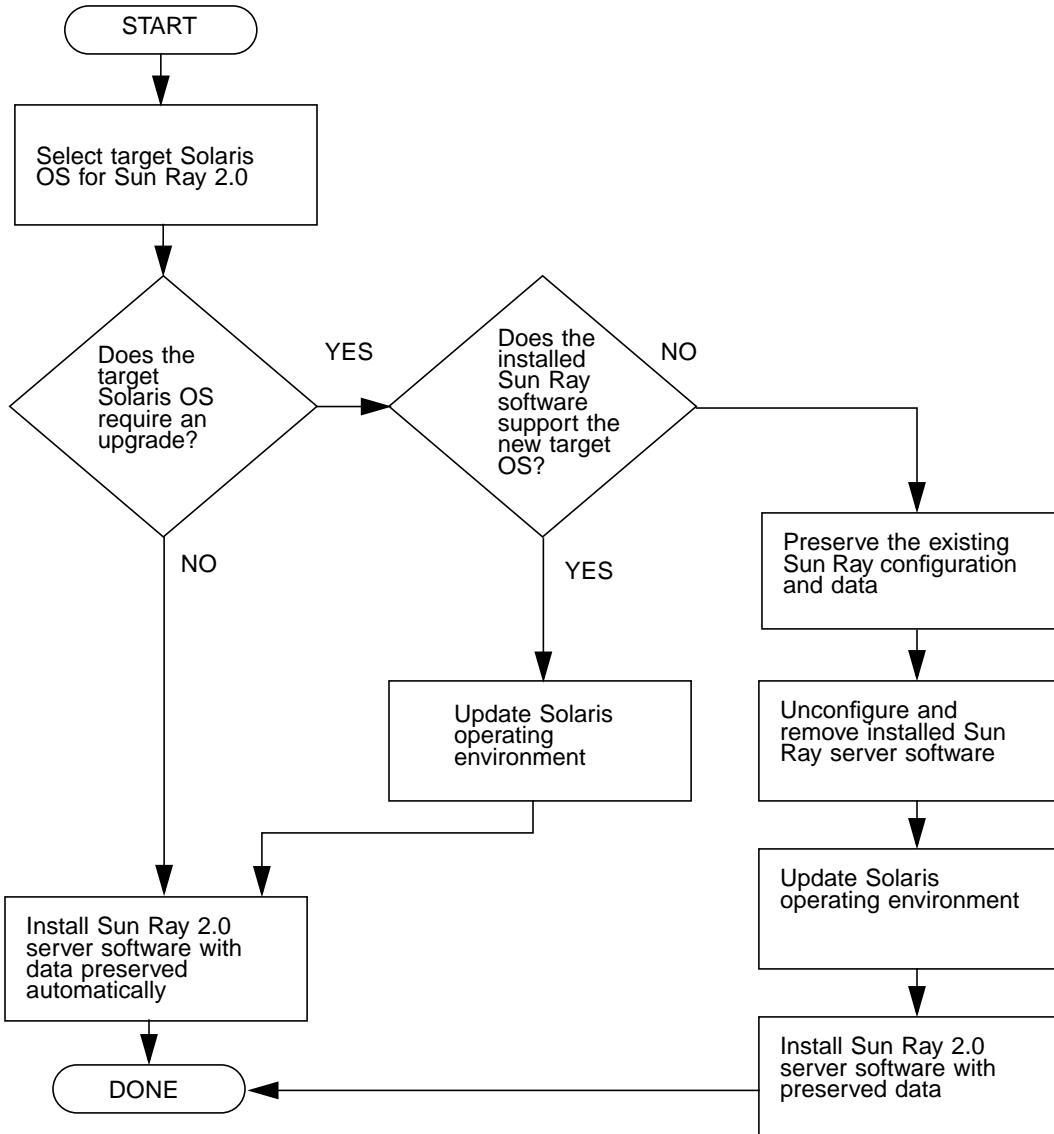 START
Select target Solaris
OS for Sun Ray 2.0
Does the
target
Solaris OS
require an
upgrade?
YES
Does the
installed
Sun Ray
software
support the
new target
OS?
NO
NO
YES
Preserve the existing
Sun Ray configuration
and data
Update Solaris
operating
environment
Unconfigure and
remove installed Sun
Ray server software
Update Solaris
operating environment
Install Sun Ray 2.0
server software with
data preserved
automatically
Install Sun Ray 2.0
server software with
preserved data
DONE